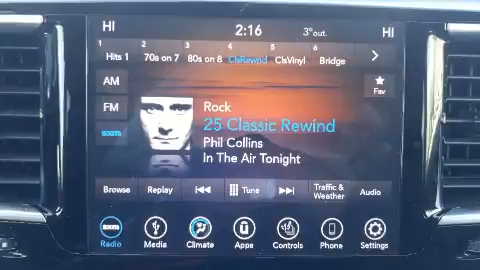 HI 2:16 3°out. HI
1 2 3 4 5 6
Hits 1 70s on 7 80s on 8 ClsRewnd ClsVinyl Bridge
AM
Fav
FM
Rock
25 Classic Rewind
Phil Collins
In The Air Tonight
Browse Replay Tune Traffic & Weather Audio
Radio Media Climate Apps Controls Phone Settings